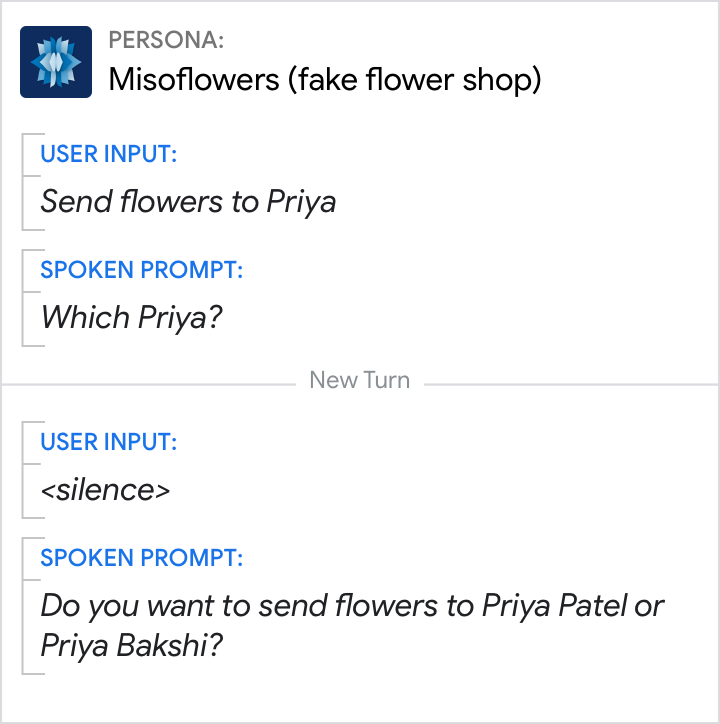 PERSONA:
Misoflowers (fake flower shop)
USER INPUT:
Send flowers to Priya
SPOKEN PROMPT:
Which Priya?
New Turn
USER INPUT:
<silence>
SPOKEN PROMPT:
Do you want to send flowers to Priya Patel or
Priya Bakshi?